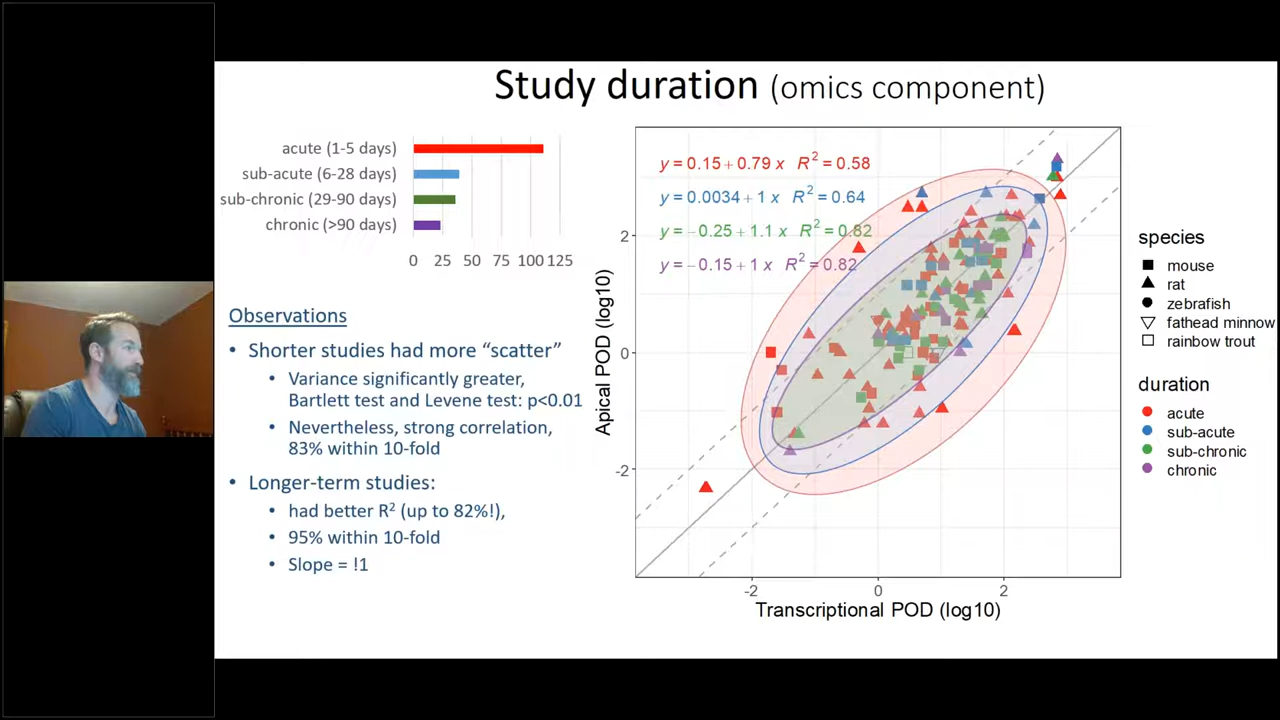 Study duration (omics component)
acute (1-5 days)
sub-acute (6-28 days)
sub-chronic (29-90 days)
chronic (>90 days)
0 25 50 75 100 125
Observations
• Shorter studies had more “scatter”
• Variance significantly greater,
Bartlett test and Levene test: p<0.01
• Nevertheless, strong correlation,
83% within 10-fold
• Longer-term studies:
• had better R² (up to 82%!),
• 95% within 10-fold
• Slope = !1
y = 0.15 + 0.79 x R² = 0.58
y = 0.0034 + 1 x R² = 0.64
y = −0.25 + 1.1 x R² = 0.82
y = −0.15 + 1 x R² = 0.82
Apical POD (log10)
2
0
-2
-2 0 2
Transcriptional POD (log10)
species
mouse
rat
zebrafish
fathead minnow
rainbow trout
duration
acute
sub-acute
sub-chronic
chronic